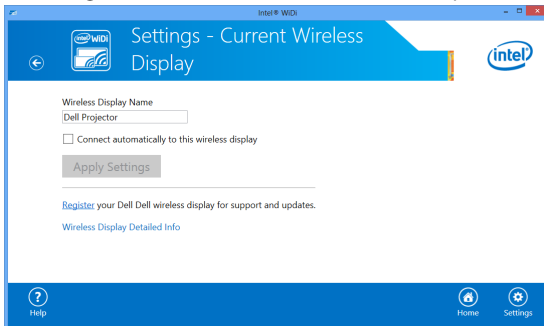 Intel® WiDi
intel WiDi
Settings - Current Wireless
Display
intel
Wireless Display Name
Dell Projector
Connect automatically to this wireless display
Apply Settings
Register your Dell Dell wireless display for support and updates.
Wireless Display Detailed Info
?
Help
Home
Settings